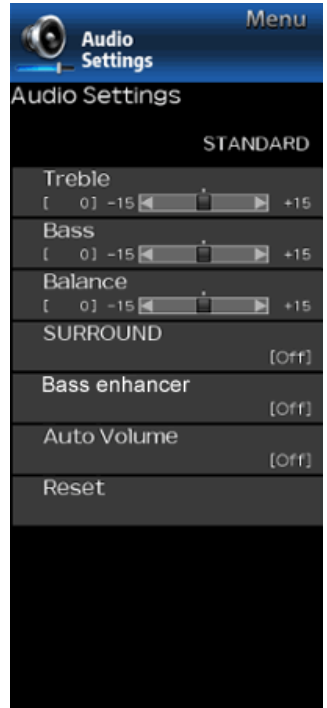 Menu
Audio
Settings
Audio Settings
STANDARD
Treble
[ 0] -15 +15
Bass
[ 0] -15 +15
Balance
[ 0] -15 +15
SURROUND
[Off]
Bass enhancer
[Off]
Auto Volume
[Off]
Reset